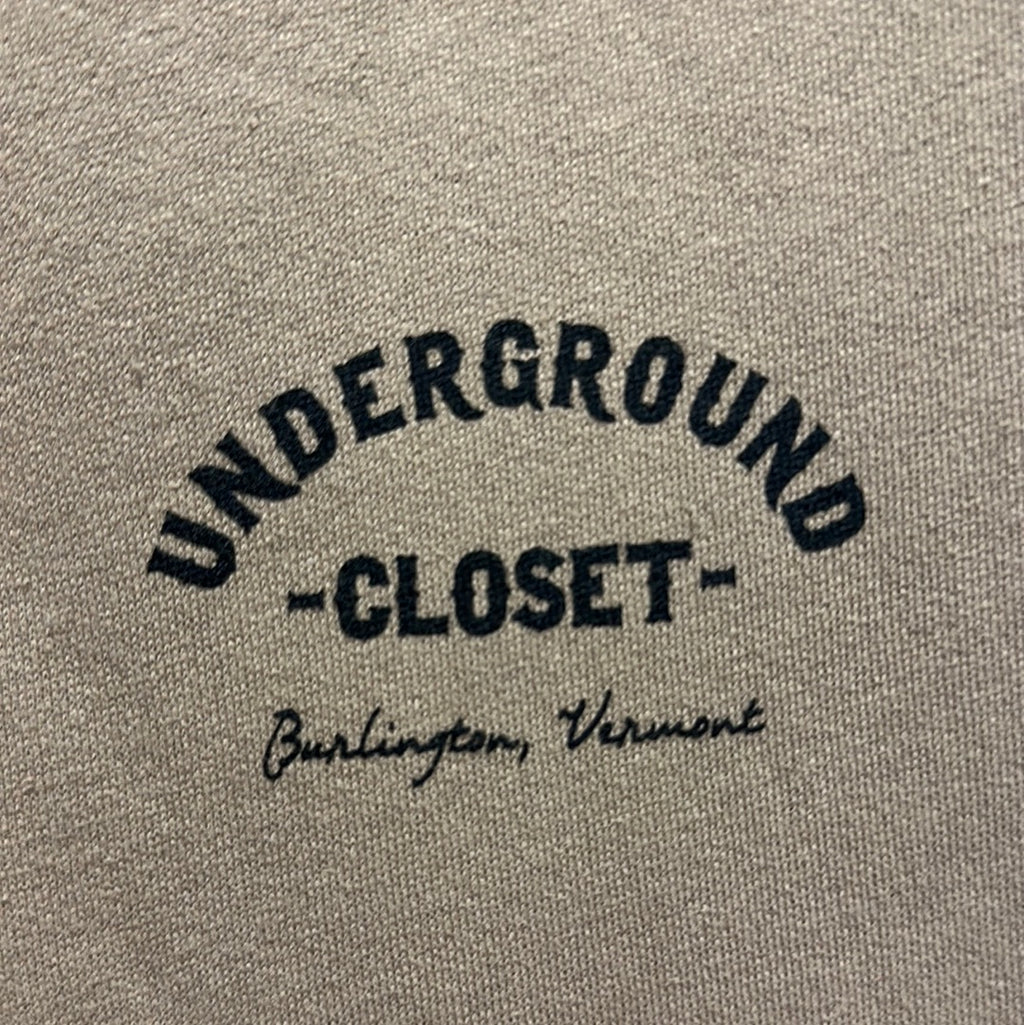 UNDERGROUND
-CLOSET-
Burlington, Vermont